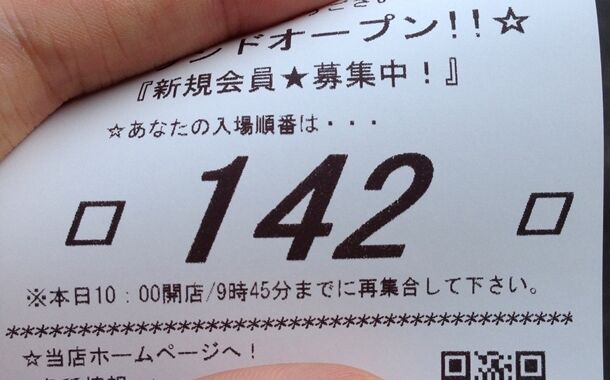 ンドオープン!!☆
『新規会員★募集中!』
☆あなたの入場順番は・・・
□ 142 □
※本日10:00開店/9時45分までに再集合して下さい。
************************************************
☆当店ホームページへ!